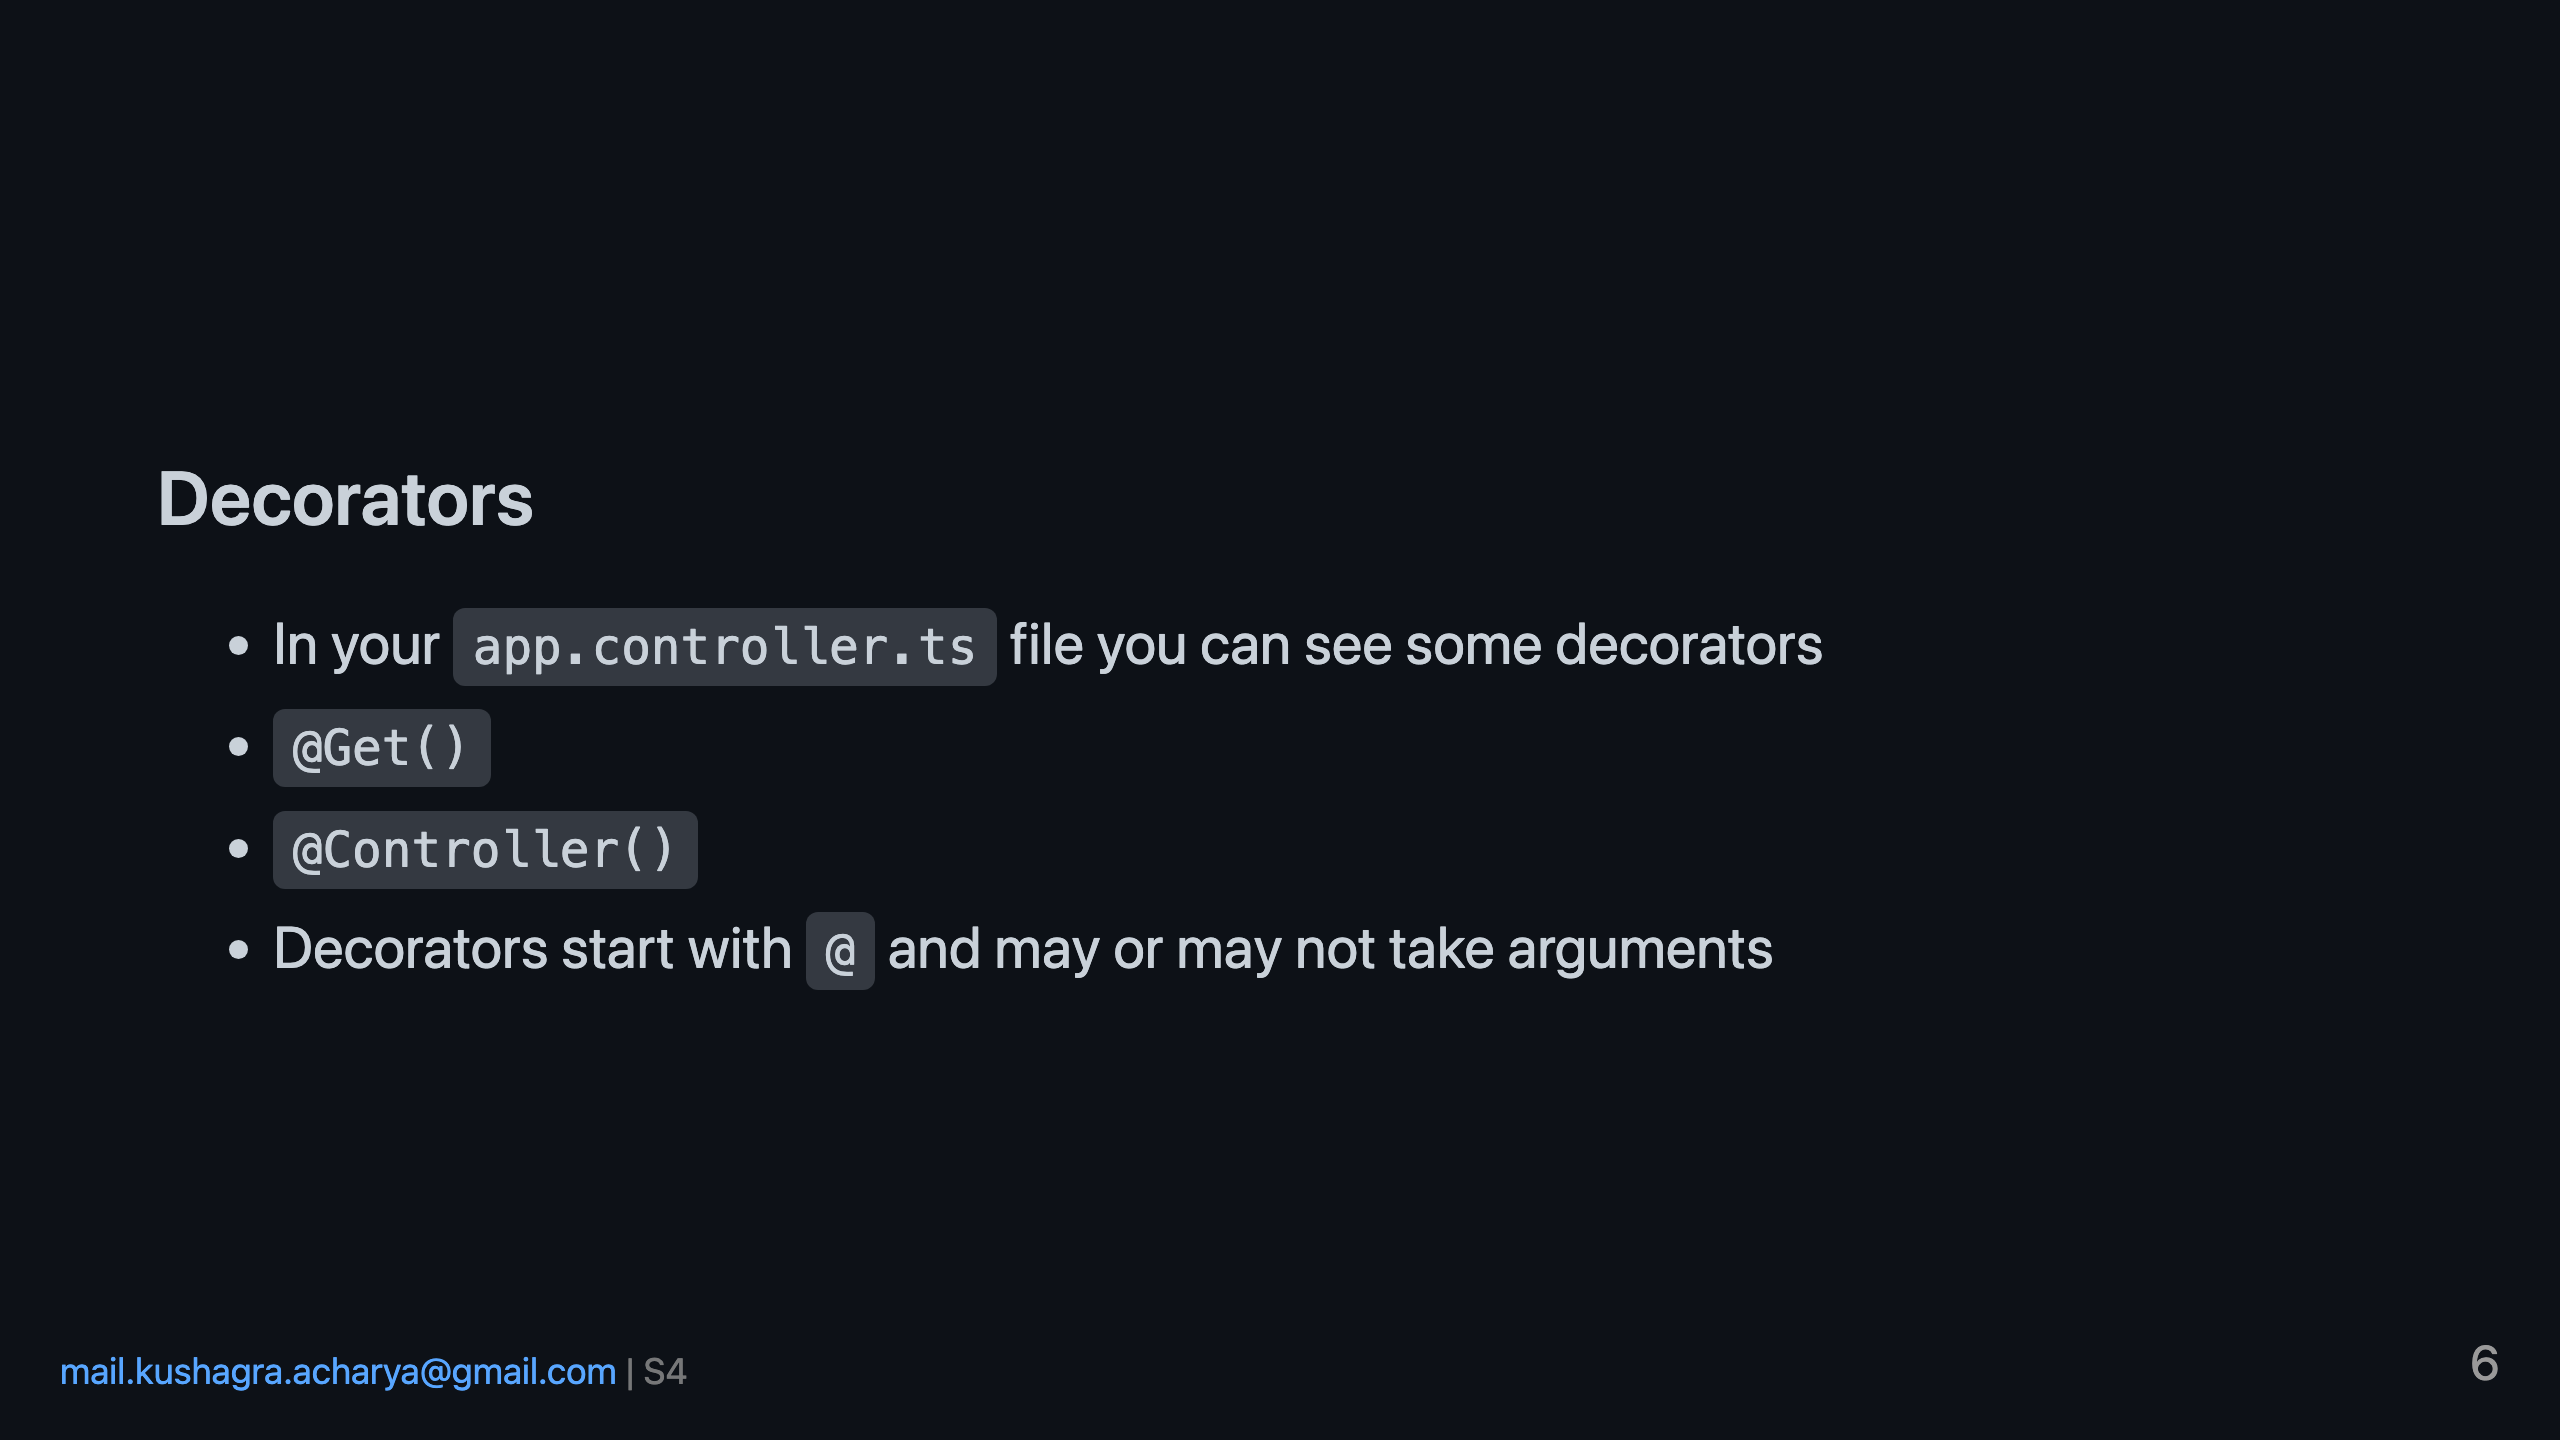 Decorators
• In your app.controller.ts file you can see some decorators
• @Get()
• @Controller()
• Decorators start with @ and may or may not take arguments
mail.kushagra.acharya@gmail.com | S4
6